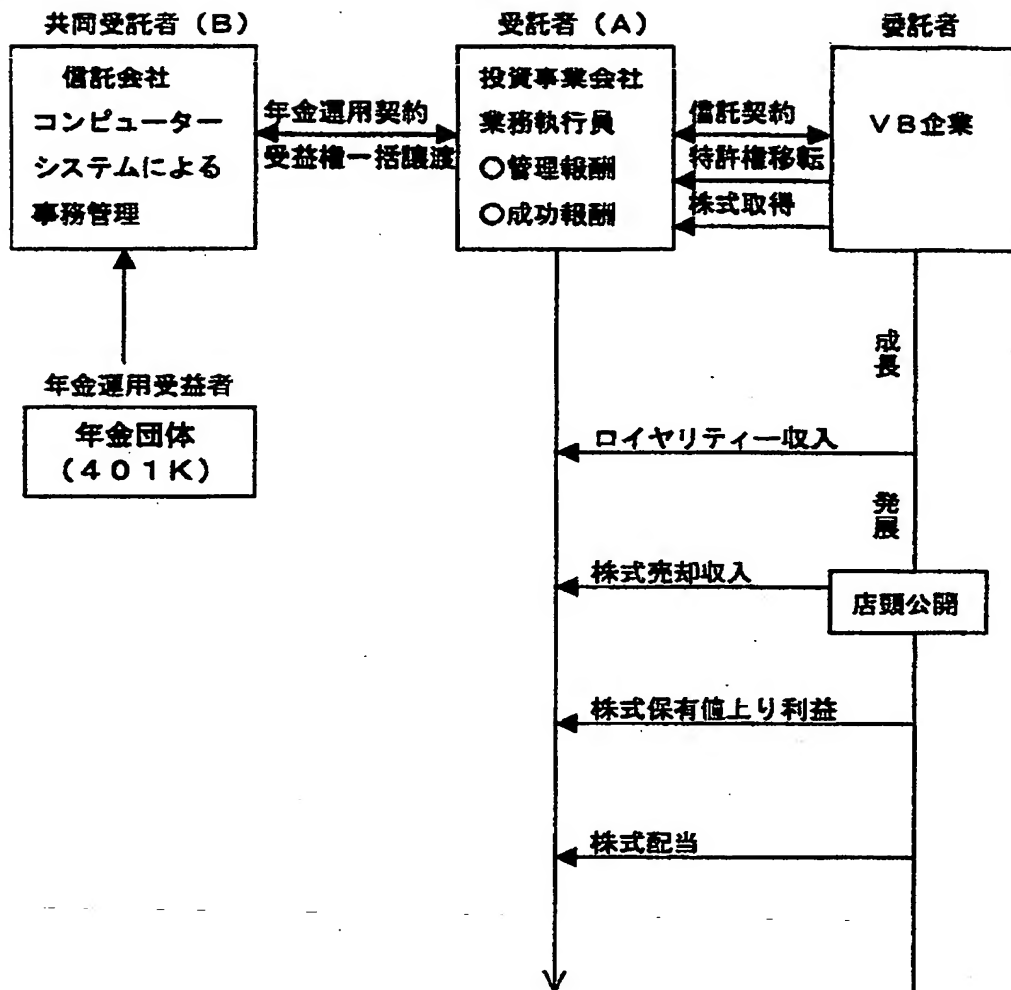 共同受託者（B）
信託会社
コンピューター
システムによる
事務管理
年金運用契約
受益権一括譲渡
受託者（A）
投資事業会社
業務執行員
○管理報酬
○成功報酬
信託契約
特許権移転
株式取得
委託者
VB企業
年金運用受益者
年金団体
（401K）
成長
ロイヤリティー収入
発展
株式売却収入
店頭公開
株式保有値上り利益
株式配当